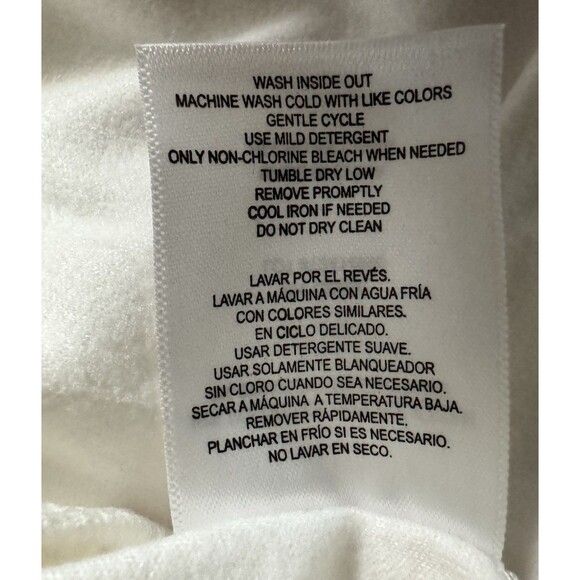 WASH INSIDE OUT
MACHINE WASH COLD WITH LIKE COLORS
GENTLE CYCLE
USE MILD DETERGENT
ONLY NON-CHLORINE BLEACH WHEN NEEDED
TUMBLE DRY LOW
REMOVE PROMPTLY
COOL IRON IF NEEDED
DO NOT DRY CLEAN
LAVAR POR EL REVÉS.
LAVAR A MÁQUINA CON AGUA FRÍA
CON COLORES SIMILARES.
EN CICLO DELICADO.
USAR DETERGENTE SUAVE.
USAR SOLAMENTE BLANQUEADOR
SIN CLORO CUANDO SEA NECESARIO.
SECAR A MÁQUINA A TEMPERATURA BAJA.
REMOVER RÁPIDAMENTE.
PLANCHAR EN FRÍO SI ES NECESARIO.
NO LAVAR EN SECO.